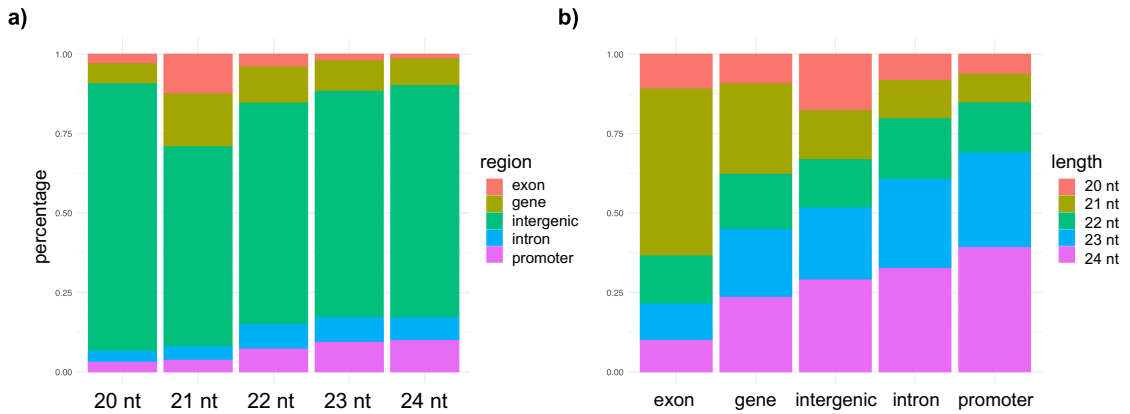 a)
percentage
1.00
0.75
0.50
0.25
0.00
20 nt 21 nt 22 nt 23 nt 24 nt
region
exon
gene
intergenic
intron
promoter
b)
1.00
0.75
0.50
0.25
0.00
exon gene intergenic intron promoter
length
20 nt
21 nt
22 nt
23 nt
24 nt